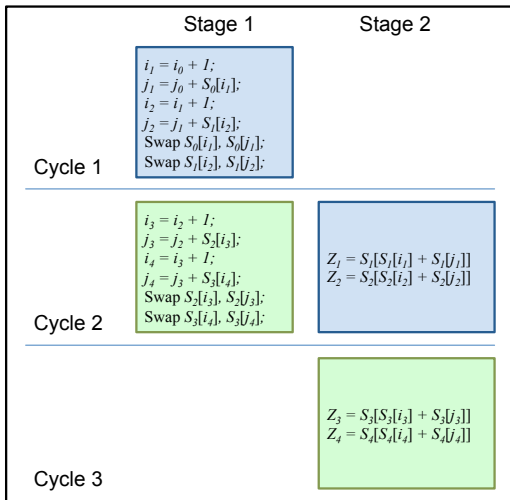 Stage 1 Stage 2
i₁ = i₀ + 1;
j₁ = j₀ + S₀[i₁];
i₂ = i₁ + 1;
j₂ = j₁ + S₁[i₂];
Swap S₀[i₁], S₀[j₁];
Swap S₁[i₂], S₁[j₂];
Cycle 1
i₃ = i₂ + 1;
j₃ = j₂ + S₂[i₃];
i₄ = i₃ + 1;
j₄ = j₃ + S₃[i₄];
Swap S₂[i₃], S₂[j₃];
Swap S₃[i₄], S₃[j₄];
Z₁ = S₁[S₁[i₁] + S₁[j₁]]
Z₂ = S₂[S₂[i₂] + S₂[j₂]]
Cycle 2
Z₃ = S₃[S₃[i₃] + S₃[j₃]]
Z₄ = S₄[S₄[i₄] + S₄[j₄]]
Cycle 3